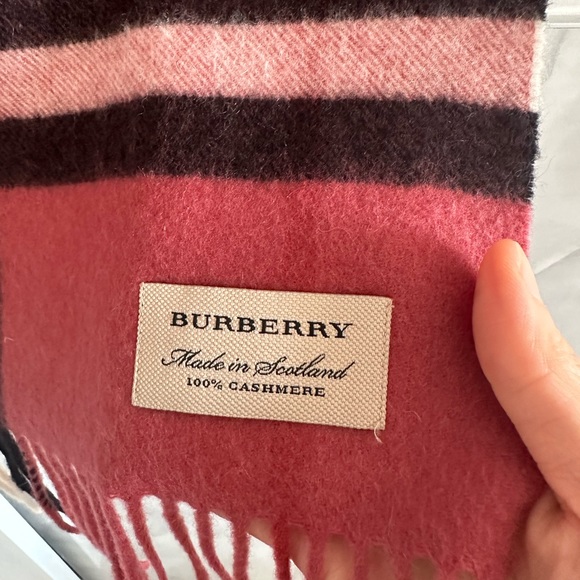 BURBERRY
Made in Scotland
100% CASHMERE